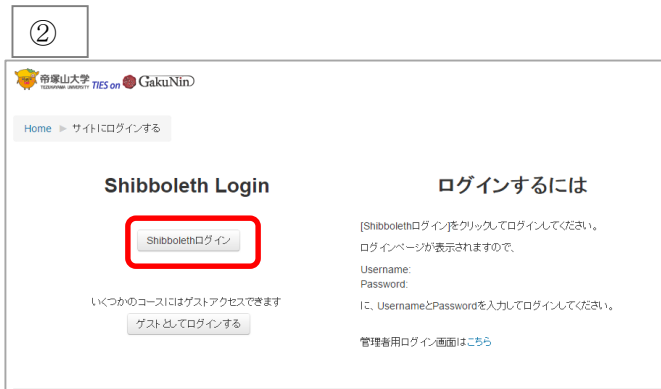 ②
帝塚山大学 TIES on GakuNin
TEZUKAYAMA UNIVERSITY
Home ▶ サイトにログインする
Shibboleth Login
Shibbolethログイン
いくつかのコースにはゲストアクセスできます
ゲストとしてログインする
ログインするには
[Shibbolethログイン]をクリックしてログインしてください。
ログインページが表示されますので、
Username:
Password:
に、UsernameとPasswordを入力してログインしてください。
管理者用ログイン画面はこちら